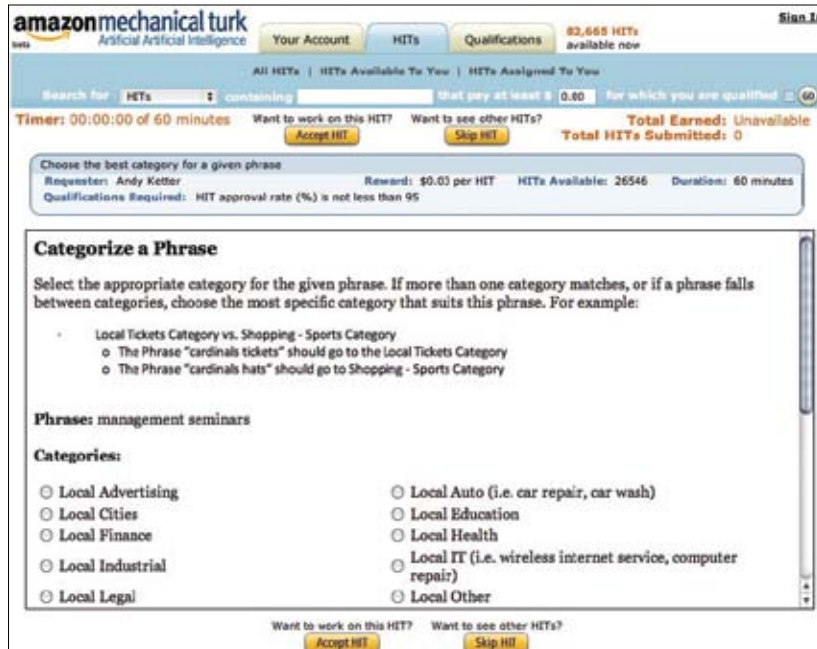 amazonmechanical turk
beta
Artificial Artificial Intelligence
Your Account
HITs
Qualifications
82,665 HITs
available now
Sign I
All HITs | HITs Available To You | HITs Assigned To You
Search for HITs containing that pay at least $ 0.00 for which you are qualified GO
Timer: 00:00:00 of 60 minutes
Want to work on this HIT?
Accept HIT
Want to see other HITs?
Skip HIT
Total Earned: Unavailable
Total HITs Submitted: 0
Choose the best category for a given phrase
Requester: Andy Ketter Reward: $0.03 per HIT HITs Available: 26546 Duration: 60 minutes
Qualifications Required: HIT approval rate (%) is not less than 95
Categorize a Phrase
Select the appropriate category for the given phrase. If more than one category matches, or if a phrase falls
between categories, choose the most specific category that suits this phrase. For example:
Local Tickets Category vs. Shopping - Sports Category
o The Phrase "cardinals tickets" should go to the Local Tickets Category
o The Phrase "cardinals hats" should go to Shopping - Sports Category
Phrase: management seminars
Categories:
Local Advertising
Local Auto (i.e. car repair, car wash)
Local Cities
Local Education
Local Finance
Local Health
Local Industrial
Local IT (i.e. wireless internet service, computer
repair)
Local Legal
Local Other
Want to work on this HIT?
Accept HIT
Want to see other HITs?
Skip HIT